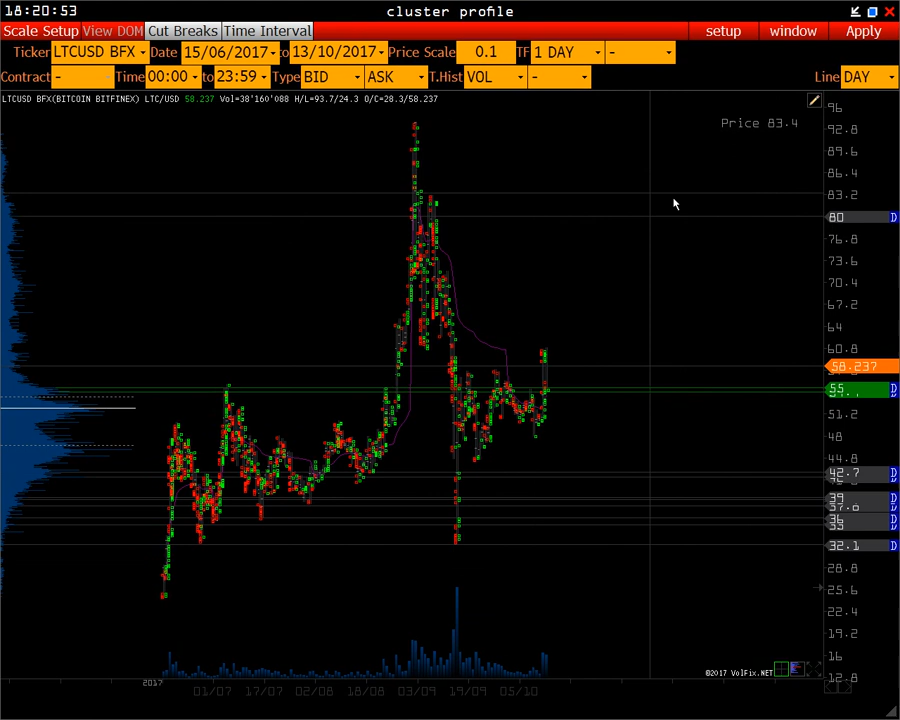 18:20:53 cluster profile
Scale Setup View DOM Cut Breaks Time Interval setup window Apply
Ticker LTCUSD BFX Date 15/06/2017 to 13/10/2017 Price Scale 0.1 TF 1 DAY -
Contract - Time 00:00 to 23:59 Type BID ASK T.Hist VOL - Line DAY
LTCUSD BFX(BITCOIN BITFINEX) LTC/USD 58.237 Vol=38'160'088 H/L=93.7/24.3 O/C=28.3/58.237
96
Price 83.4
92.8
89.6
86.4
83.2
80 D
76.8
73.6
70.4
67.2
64
60.8
58.237
55 D
51.2
48
44.8
42.7 D
39 D
37.6 D
36 D
33
32.1 D
28.8
25.6
22.4
19.2
16
©2017 VolFix.NET
12.8
2017
01/07 17/07 02/08 18/08 03/09 19/09 05/10